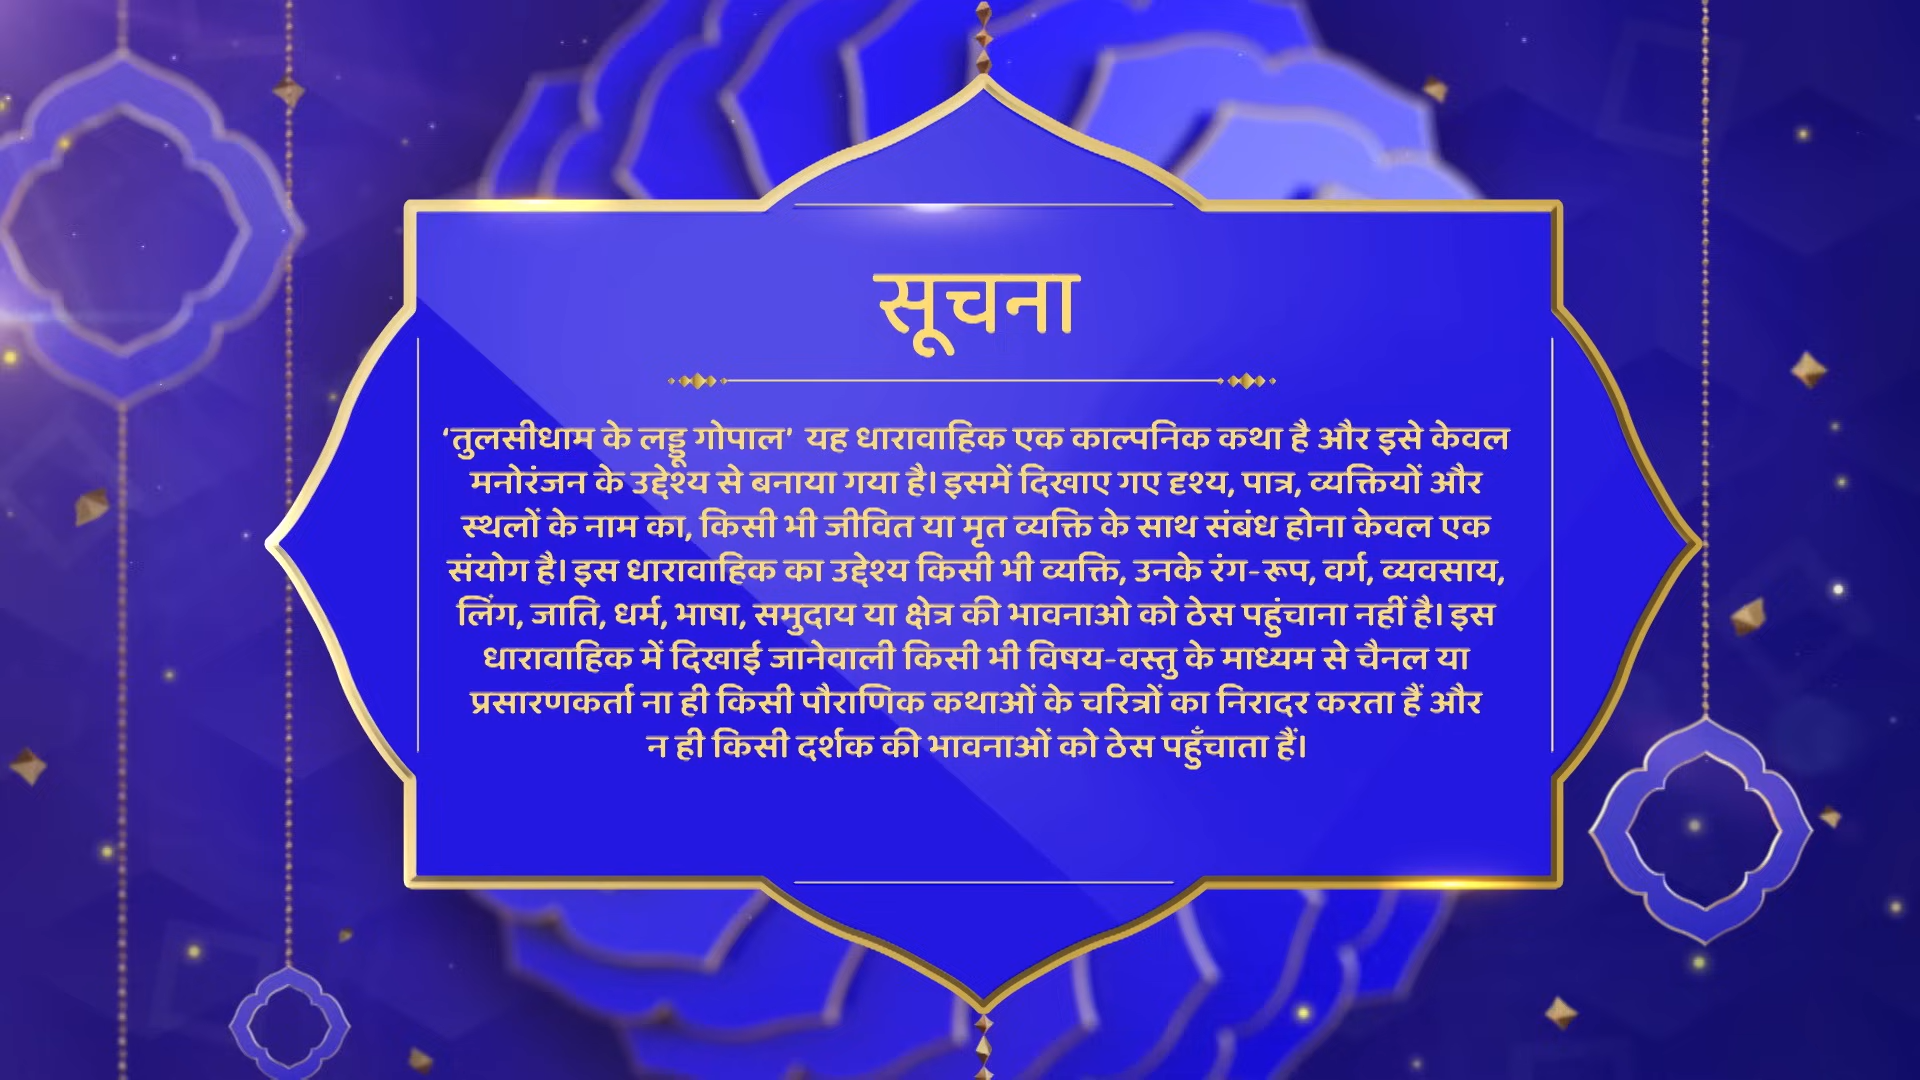 सूचना
‘तुलसीधाम के लड्डू गोपाल’ यह धारावाहिक एक काल्पनिक कथा है और इसे केवल
मनोरंजन के उद्देश्य से बनाया गया है। इसमें दिखाए गए दृश्य, पात्र, व्यक्तियों और
स्थलों के नाम का, किसी भी जीवित या मृत व्यक्ति के साथ संबंध होना केवल एक
संयोग है। इस धारावाहिक का उद्देश्य किसी भी व्यक्ति, उनके रंग-रूप, वर्ग, व्यवसाय,
लिंग, जाति, धर्म, भाषा, समुदाय या क्षेत्र की भावनाओ को ठेस पहुंचाना नहीं है। इस
धारावाहिक में दिखाई जानेवाली किसी भी विषय-वस्तु के माध्यम से चैनल या
प्रसारणकर्ता ना ही किसी पौराणिक कथाओं के चरित्रों का निरादर करता हैं और
न ही किसी दर्शक की भावनाओं को ठेस पहुँचाता हैं।